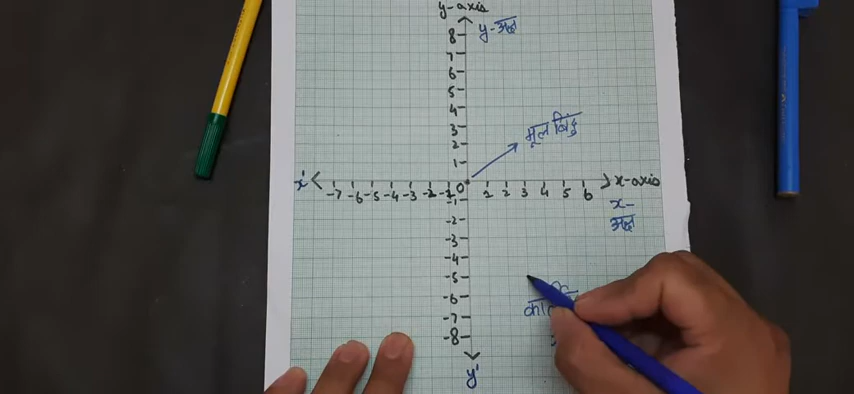 y-axis
y-अक्ष
8
7
6
5
4
3
2
1
मूल बिंदु
x' -7 -6 -5 -4 -3 -2 -1 0 1 2 3 4 5 6 x-axis
x-
अक्ष
-1
-2
-3
-4
-5
-6
-7
-8
y'